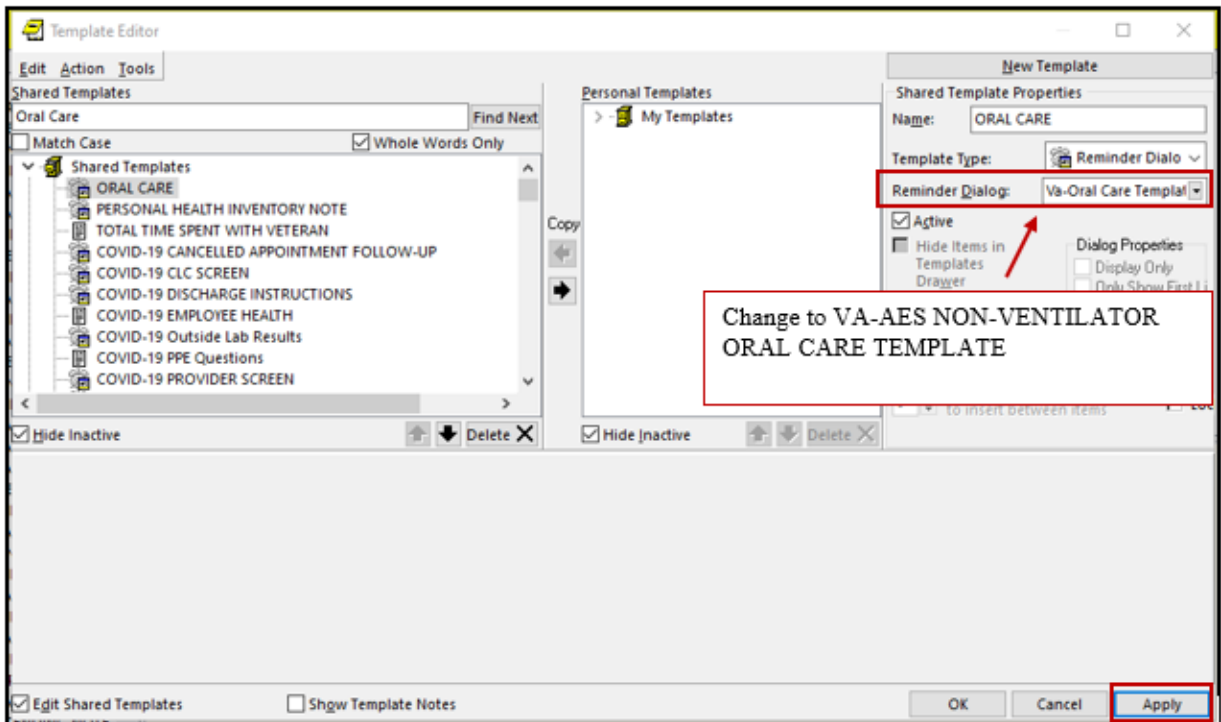 Template Editor
Edit Action Tools
New Template
Shared Templates
Oral Care
Find Next
Match Case
Whole Words Only
Shared Templates
ORAL CARE
PERSONAL HEALTH INVENTORY NOTE
TOTAL TIME SPENT WITH VETERAN
COVID-19 CANCELLED APPOINTMENT FOLLOW-UP
COVID-19 CLC SCREEN
COVID-19 DISCHARGE INSTRUCTIONS
COVID-19 EMPLOYEE HEALTH
COVID-19 Outside Lab Results
COVID-19 PPE Questions
COVID-19 PROVIDER SCREEN
Hide Inactive
Delete
Copy
Personal Templates
My Templates
Hide Inactive
Delete
Shared Template Properties
Name: ORAL CARE
Template Type: Reminder Dialo
Reminder Dialog: Va-Oral Care Templat
Active
Hide Items in
Templates
Drawer
Dialog Properties
Display Only
Only Show First Li
Change to VA-AES NON-VENTILATOR
ORAL CARE TEMPLATE
to insert between items
Edit Shared Templates
Show Template Notes
OK
Cancel
Apply